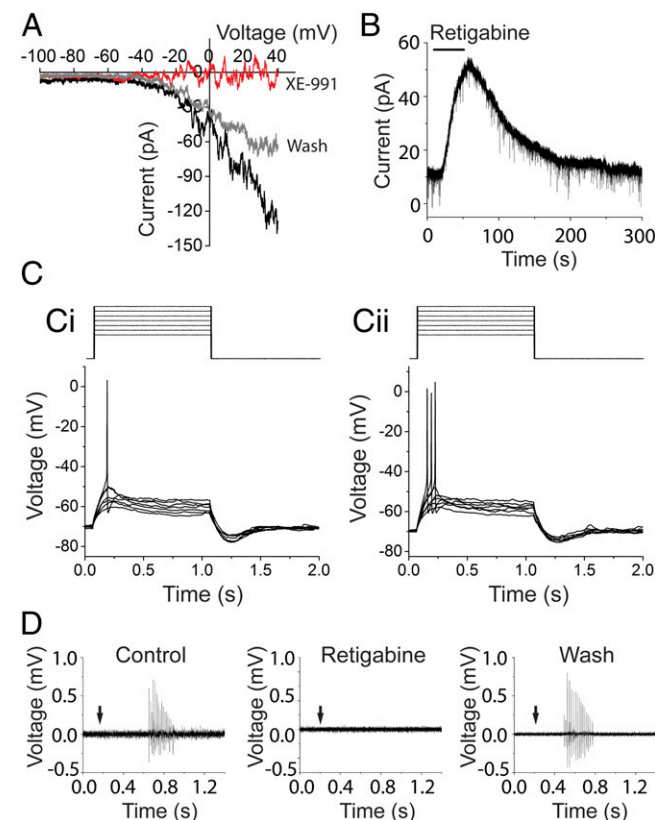 A
Voltage (mV)
-100 -80 -60 -40 -20 0 20 40
XE-991
-30
-60
Wash
-90
-120
-150
Current (pA)
B
Retigabine
60
40
20
0
Current (pA)
0 100 200 300
Time (s)
C
Ci
0
-20
-40
-60
-80
Voltage (mV)
0.0 0.5 1.0 1.5 2.0
Time (s)
Cii
0
-20
-40
-60
-80
Voltage (mV)
0.0 0.5 1.0 1.5 2.0
Time (s)
D
Control
1.0
0.5
0.0
-0.5
Voltage (mV)
0.0 0.4 0.8 1.2
Time (s)
Retigabine
1.0
0.5
0.0
-0.5
Voltage (mV)
0.0 0.4 0.8 1.2
Time (s)
Wash
1.0
0.5
0.0
-0.5
Voltage (mV)
0.0 0.4 0.8 1.2
Time (s)